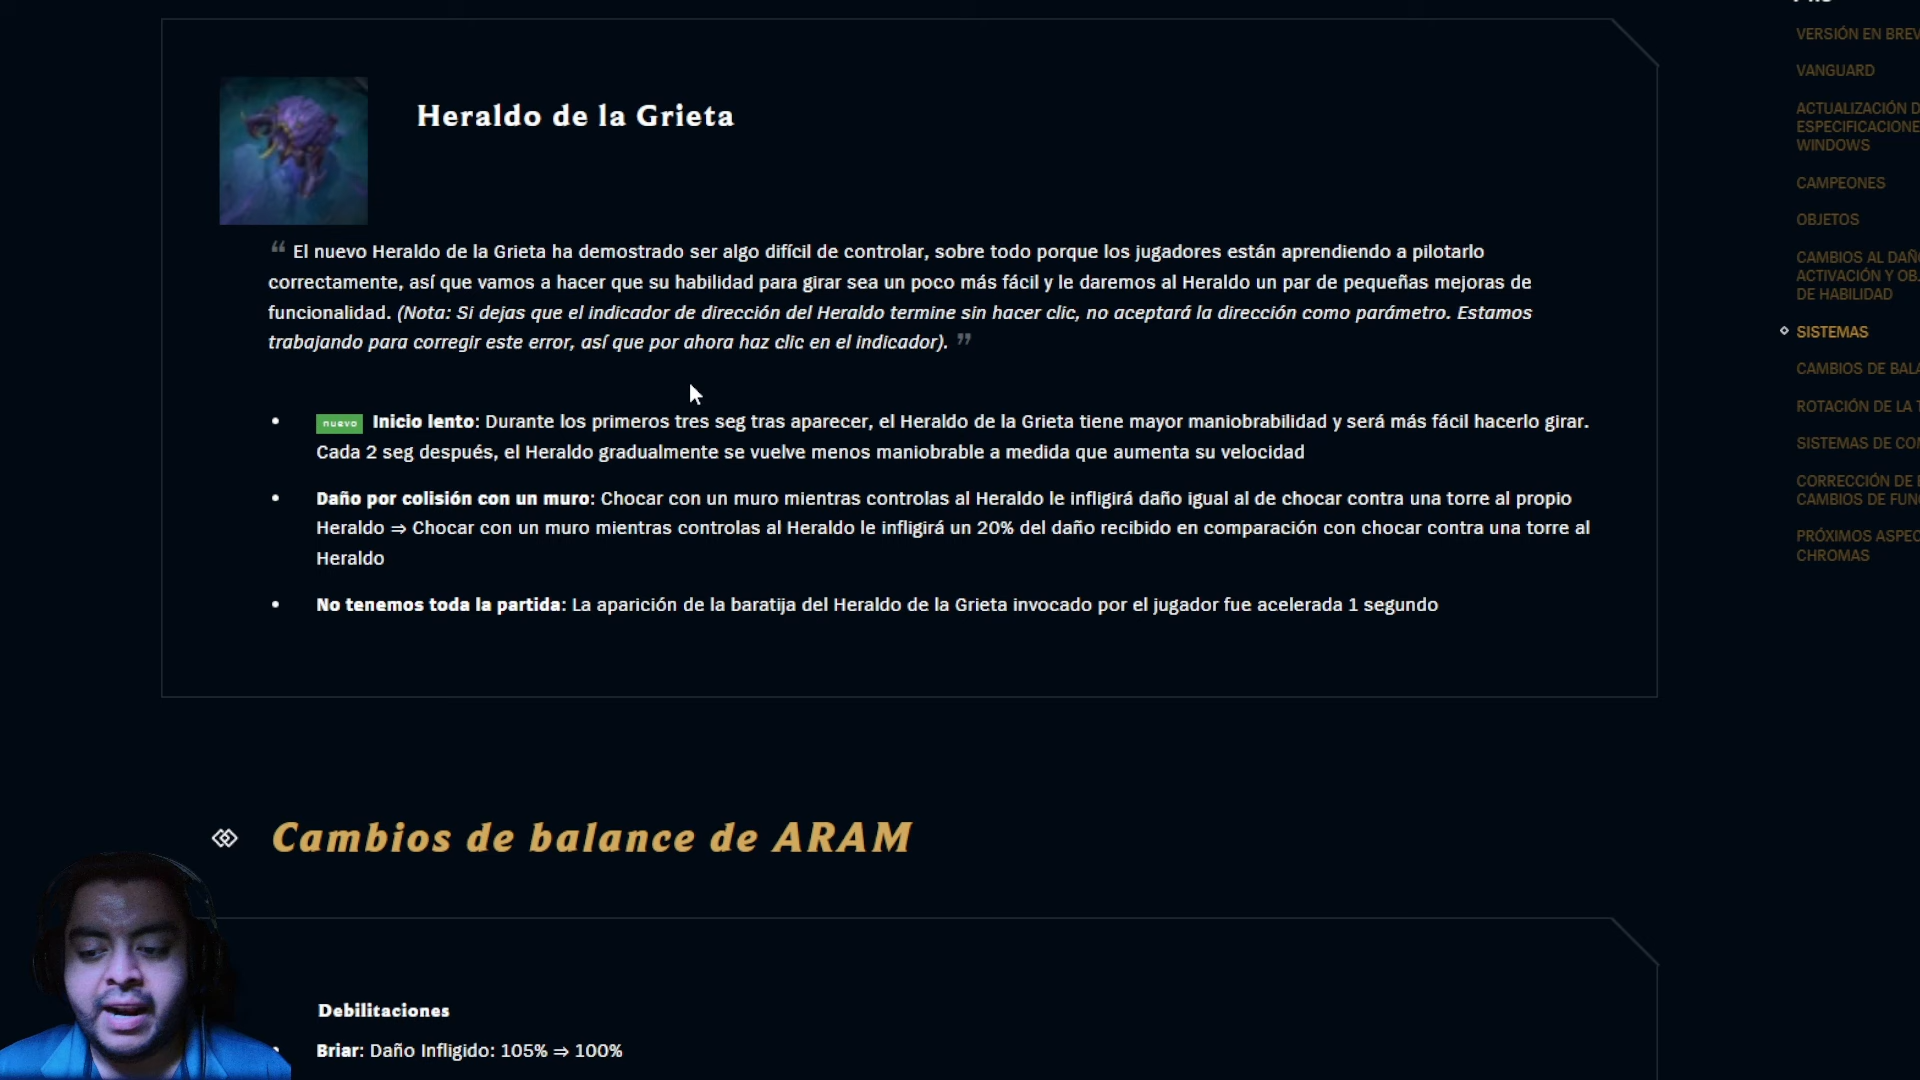 Heraldo de la Grieta
“ El nuevo Heraldo de la Grieta ha demostrado ser algo difícil de controlar, sobre todo porque los jugadores están aprendiendo a pilotarlo
correctamente, así que vamos a hacer que su habilidad para girar sea un poco más fácil y le daremos al Heraldo un par de pequeñas mejoras de
funcionalidad. (Nota: Si dejas que el indicador de dirección del Heraldo termine sin hacer clic, no aceptará la dirección como parámetro. Estamos
trabajando para corregir este error, así que por ahora haz clic en el indicador). ”
• nuevo Inicio lento: Durante los primeros tres seg tras aparecer, el Heraldo de la Grieta tiene mayor maniobrabilidad y será más fácil hacerlo girar.
Cada 2 seg después, el Heraldo gradualmente se vuelve menos maniobrable a medida que aumenta su velocidad
• Daño por colisión con un muro: Chocar con un muro mientras controlas al Heraldo le infligirá daño igual al de chocar contra una torre al propio
Heraldo ⇒ Chocar con un muro mientras controlas al Heraldo le infligirá un 20% del daño recibido en comparación con chocar contra una torre al
Heraldo
• No tenemos toda la partida: La aparición de la baratija del Heraldo de la Grieta invocado por el jugador fue acelerada 1 segundo
Cambios de balance de ARAM
Debilitaciones
Briar: Daño Infligido: 105% ⇒ 100%
VERSIÓN EN BREV
VANGUARD
ACTUALIZACIÓN D
ESPECIFICACIONE
WINDOWS
CAMPEONES
OBJETOS
CAMBIOS AL DAÑ
ACTIVACIÓN Y OB
DE HABILIDAD
SISTEMAS
CAMBIOS DE BALA
ROTACIÓN DE LA T
SISTEMAS DE CO
CORRECCIÓN DE
CAMBIOS DE FUN
PRÓXIMOS ASPEC
CHROMAS